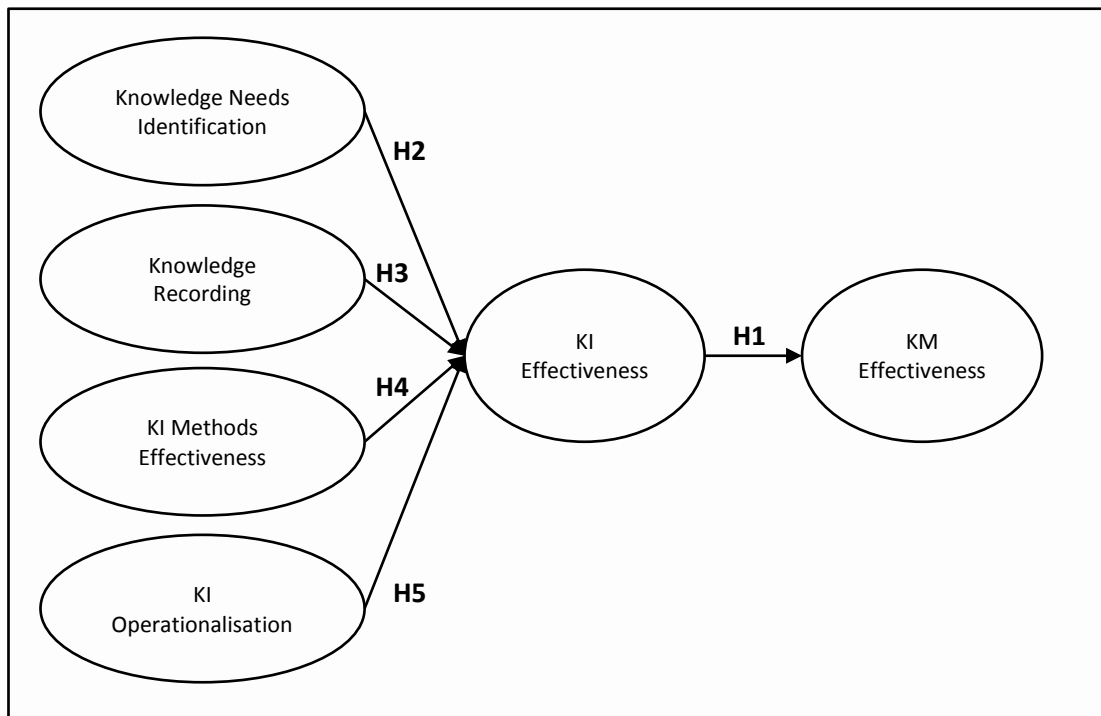 Knowledge Needs
Identification
H2
Knowledge
Recording
H3
KI Methods
Effectiveness
H4
KI
Operationalisation
H5
KI
Effectiveness
H1
KM
Effectiveness